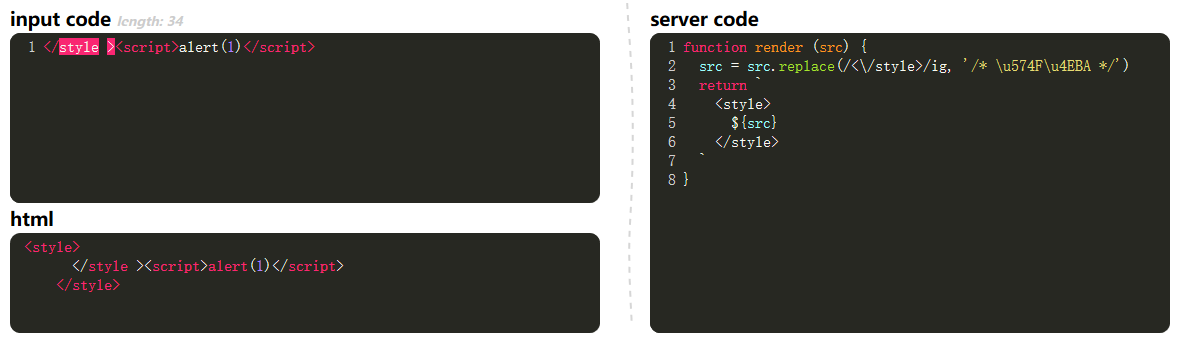 input code length: 34
1 </style ><script>alert(1)</script>
html
<style>
</style ><script>alert(1)</script>
</style>
server code
1 function render (src) {
2 src = src.replace(/<\/style>/ig, '/* \u574F\u4EBA */')
3 return `
4 <style>
5 ${src}
6 </style>
7 `
8 }